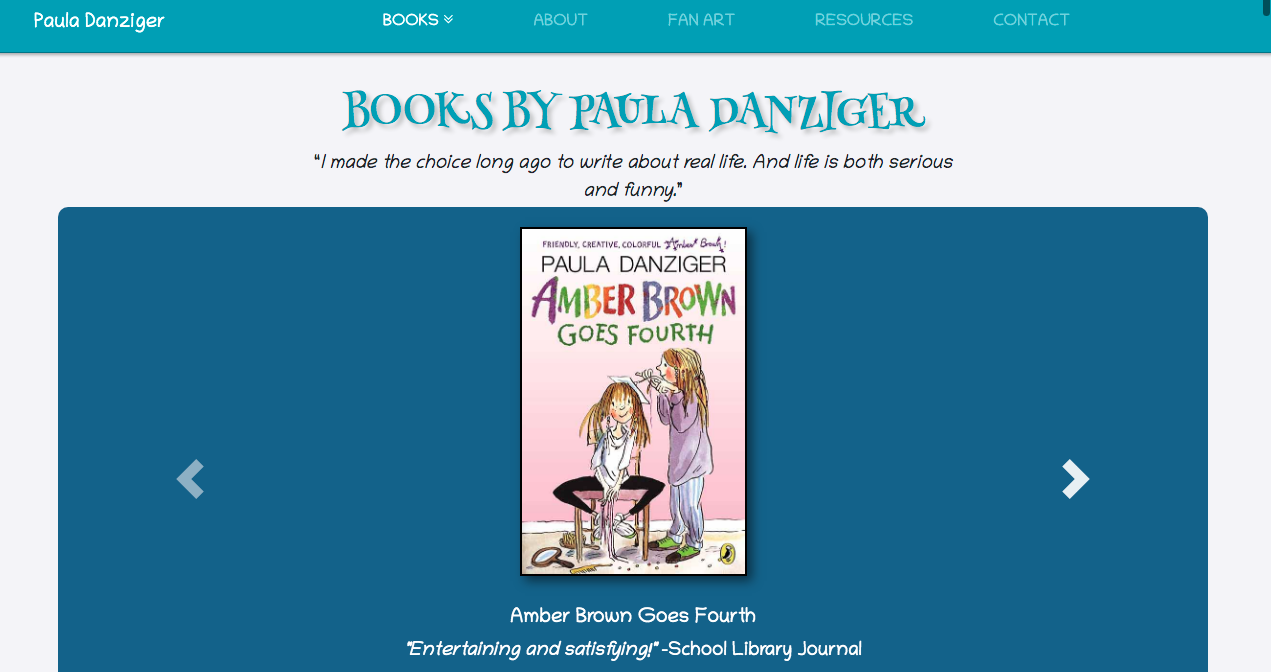 Paula Danziger
BOOKS
ABOUT
FAN ART
RESOURCES
CONTACT
BOOKS BY PAULA DANZIGER
"I made the choice long ago to write about real life. And life is both serious
and funny."
FRIENDLY, CREATIVE, COLORFUL Amber Brown!
PAULA DANZIGER
AMBER BROWN
GOES FOURTH
Amber Brown Goes Fourth
"Entertaining and satisfying!" -School Library Journal